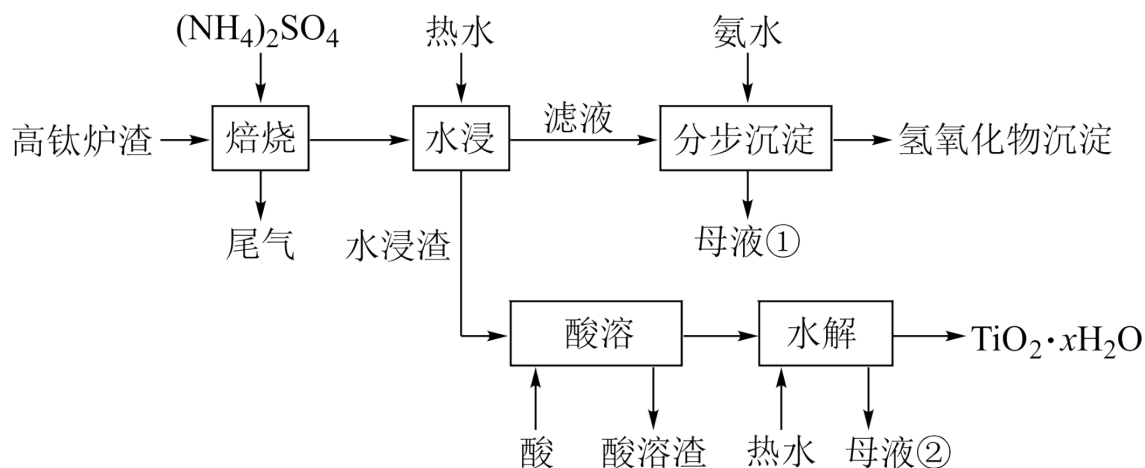 (NH4)2SO4
热水
氨水
高钛炉渣
焙烧
水浸
滤液
分步沉淀
氢氧化物沉淀
尾气
水浸渣
母液①
酸溶
水解
TiO2·xH2O
酸
酸溶渣
热水
母液②